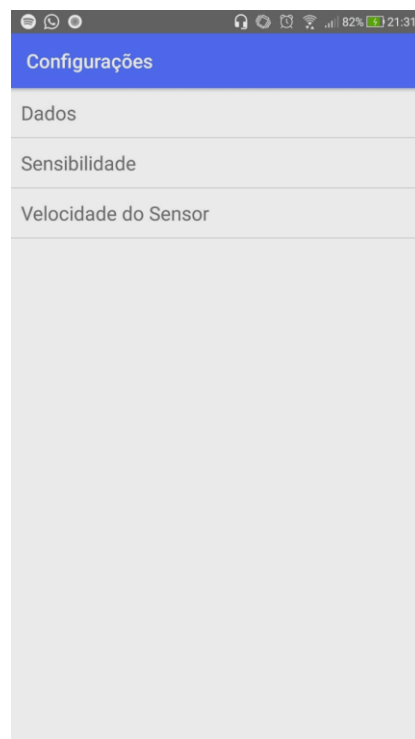 82% 21:31
Configurações
Dados
Sensibilidade
Velocidade do Sensor